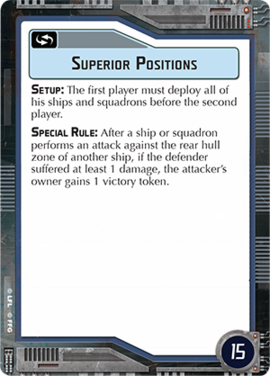 SUPERIOR POSITIONS
SETUP: The first player must deploy all of
his ships and squadrons before the second
player.
SPECIAL RULE: After a ship or squadron
performs an attack against the rear hull
zone of another ship, if the defender
suffered at least 1 damage, the attacker's
owner gains 1 victory token.
© LFL © FFG
15